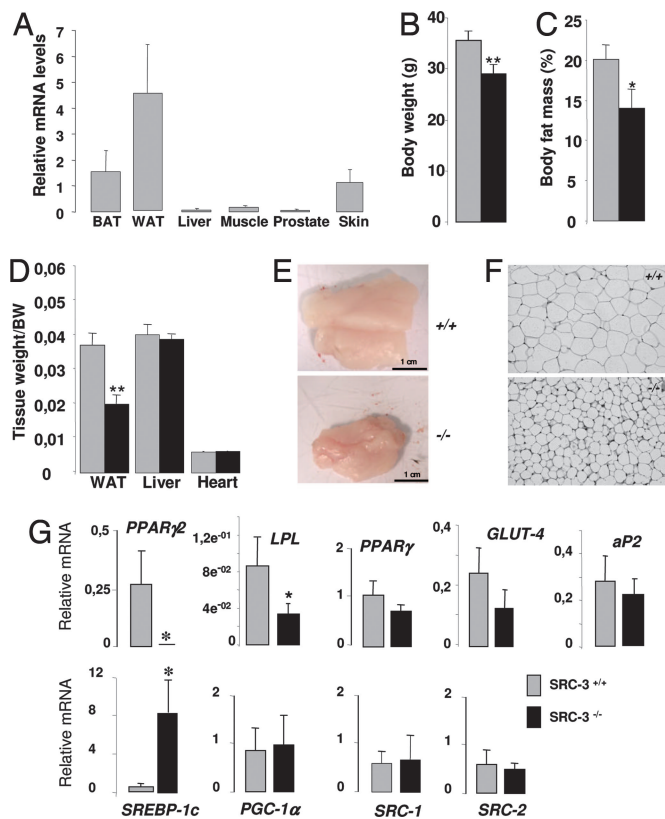 A
Relative mRNA levels
7
6
5
4
3
2
1
0
BAT WAT Liver Muscle Prostate Skin
B
Body weight (g)
40
30
20
10
0
**
C
Body fat mass (%)
25
20
15
10
5
0
*
D
Tissue weight/BW
0,06
0,05
0,04
0,03
0,02
0,01
0
**
WAT Liver Heart
E
+/+
1 cm
-/-
1 cm
F
+/+
-/-
G
Relative mRNA
PPARγ2
0,5
0,25
0
*
LPL
1,2e-01
8e-02
4e-02
0
*
PPARγ
2
1
0
GLUT-4
0,4
0,2
0
aP2
0,4
0,2
0
Relative mRNA
12
8
4
0
*
SREBP-1c
2
1
0
PGC-1α
2
1
0
SRC-1
2
1
0
SRC-2
SRC-3 +/+
SRC-3 -/-